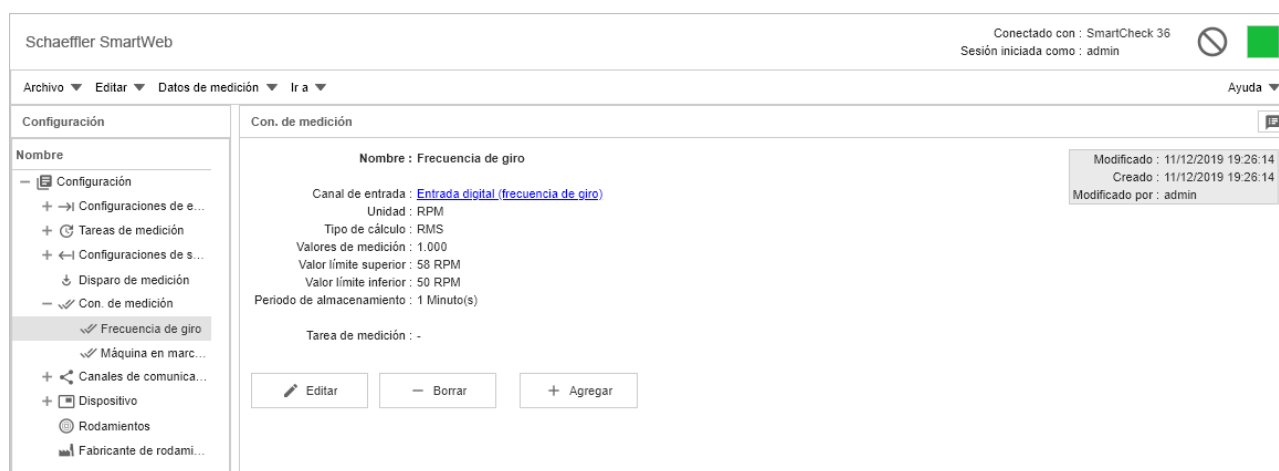 Schaeffler SmartWeb
Conectado con : SmartCheck 36
Sesión iniciada como : admin
Archivo Editar Datos de medición Ir a Ayuda
Configuración
Nombre
Configuración
Configuraciones de e...
Tareas de medición
Configuraciones de s...
Disparo de medición
Con. de medición
Frecuencia de giro
Máquina en marc...
Canales de comunica...
Dispositivo
Rodamientos
Fabricante de rodami...
Con. de medición
Nombre : Frecuencia de giro
Canal de entrada : Entrada digital (frecuencia de giro)
Unidad : RPM
Tipo de cálculo : RMS
Valores de medición : 1.000
Valor límite superior : 58 RPM
Valor límite inferior : 50 RPM
Periodo de almacenamiento : 1 Minuto(s)
Tarea de medición : -
Editar Borrar Agregar
Modificado : 11/12/2019 19:26:14
Creado : 11/12/2019 19:26:14
Modificado por : admin